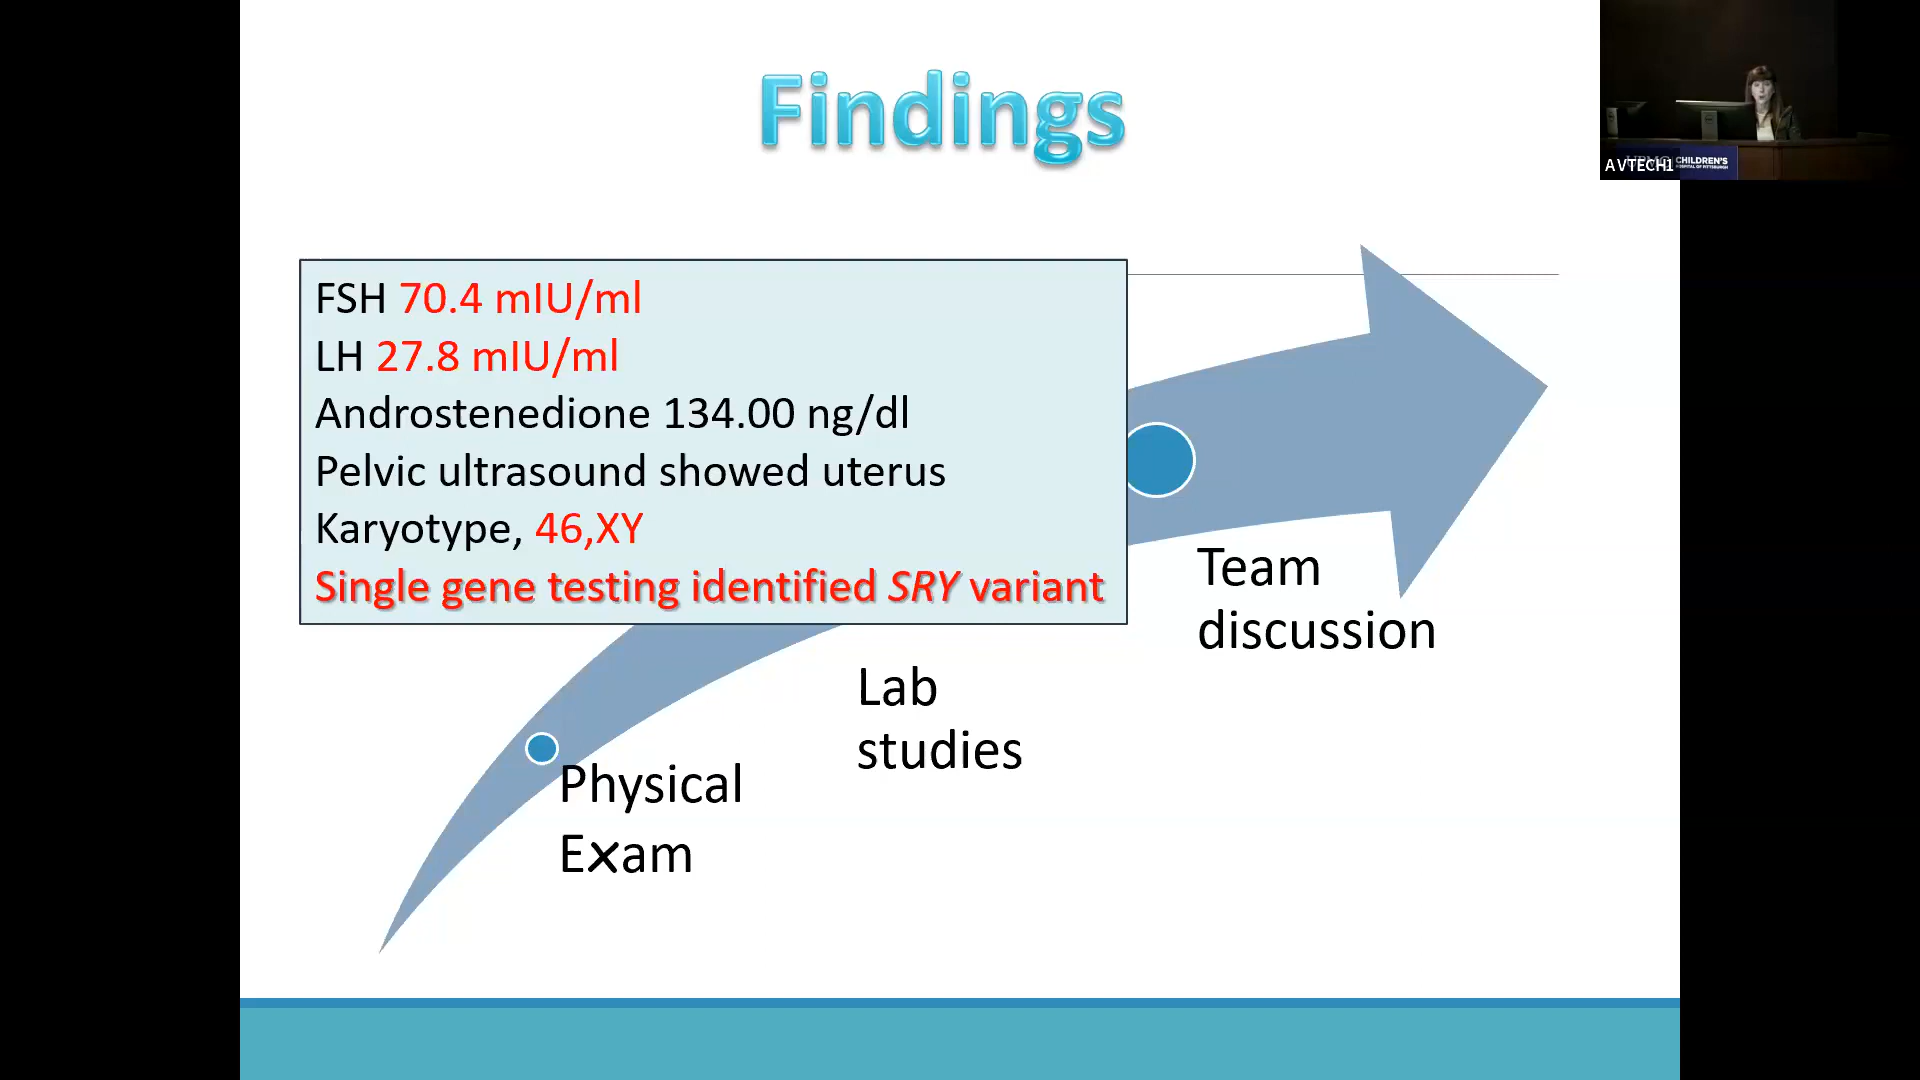 Findings
FSH 70.4 mIU/ml
LH 27.8 mIU/ml
Androstenedione 134.00 ng/dl
Pelvic ultrasound showed uterus
Karyotype, 46,XY
Single gene testing identified SRY variant
Team
discussion
Lab
studies
Physical
Exam
AVTECH1
CHILDREN'S